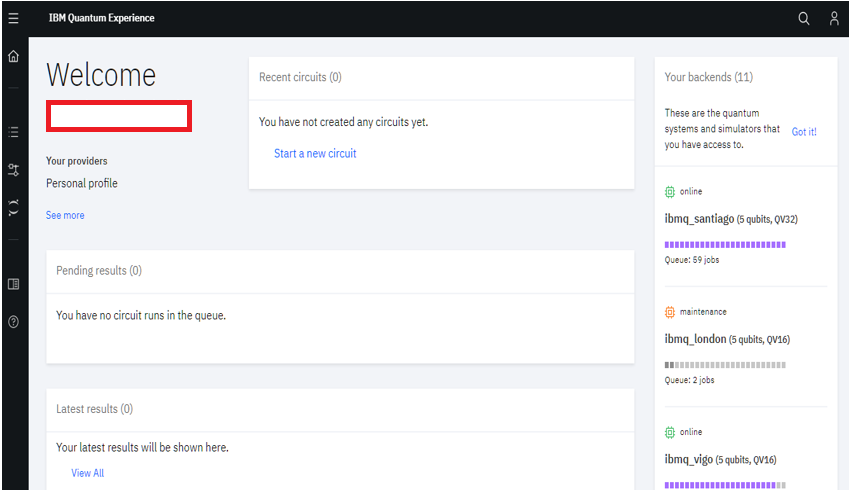 IBM Quantum Experience
Welcome
Your providers
Personal profile
See more
Recent circuits (0)
You have not created any circuits yet.
Start a new circuit
Pending results (0)
You have no circuit runs in the queue.
Latest results (0)
Your latest results will be shown here.
View All
Your backends (11)
These are the quantum
systems and simulators that
you have access to.
Got it!
online
ibmq_santiago (5 qubits, QV32)
Queue: 59 jobs
maintenance
ibmq_london (5 qubits, QV16)
Queue: 2 jobs
online
ibmq_vigo (5 qubits, QV16)